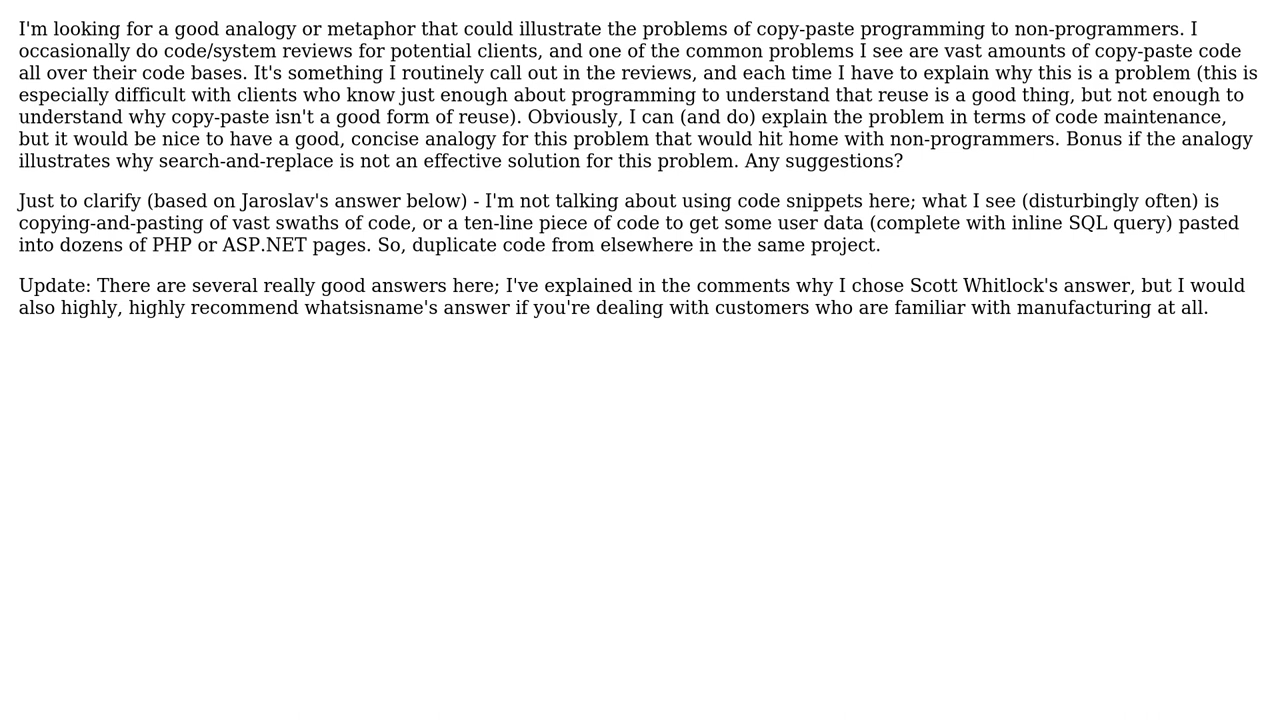 I'm looking for a good analogy or metaphor that could illustrate the problems of copy-paste programming to non-programmers. I
occasionally do code/system reviews for potential clients, and one of the common problems I see are vast amounts of copy-paste code
all over their code bases. It's something I routinely call out in the reviews, and each time I have to explain why this is a problem (this is
especially difficult with clients who know just enough about programming to understand that reuse is a good thing, but not enough to
understand why copy-paste isn't a good form of reuse). Obviously, I can (and do) explain the problem in terms of code maintenance,
but it would be nice to have a good, concise analogy for this problem that would hit home with non-programmers. Bonus if the analogy
illustrates why search-and-replace is not an effective solution for this problem. Any suggestions?
Just to clarify (based on Jaroslav's answer below) - I'm not talking about using code snippets here; what I see (disturbingly often) is
copying-and-pasting of vast swaths of code, or a ten-line piece of code to get some user data (complete with inline SQL query) pasted
into dozens of PHP or ASP.NET pages. So, duplicate code from elsewhere in the same project.
Update: There are several really good answers here; I've explained in the comments why I chose Scott Whitlock's answer, but I would
also highly, highly recommend whatsisname's answer if you're dealing with customers who are familiar with manufacturing at all.